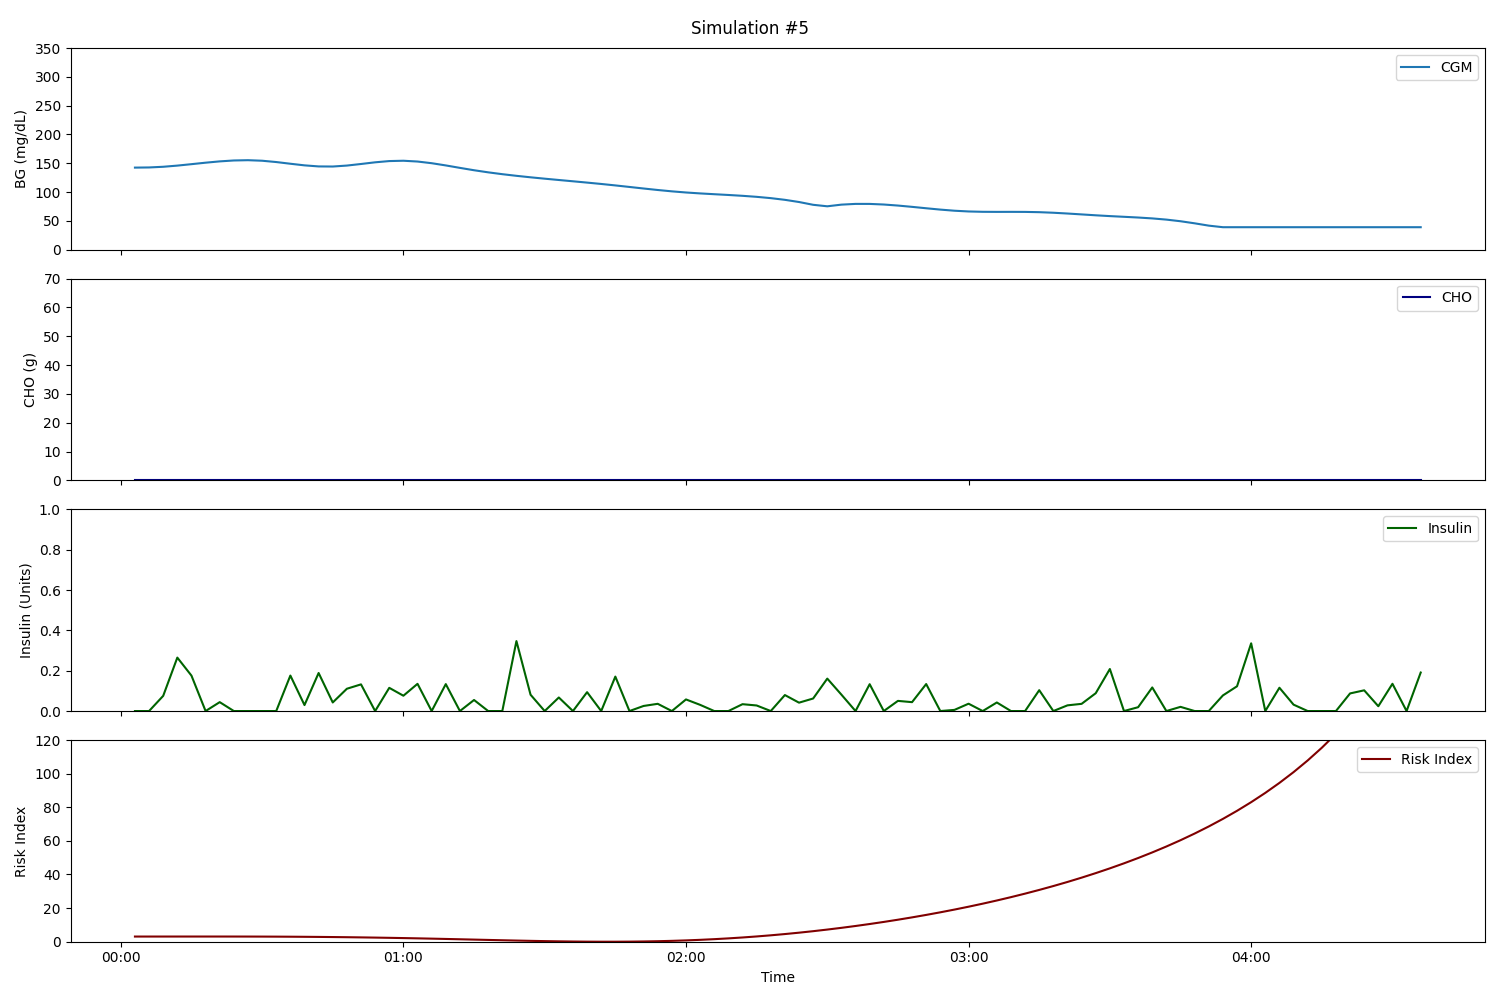 Simulation #5
350
300
250
200
150
100
50
0
BG (mg/dL)
CGM
70
60
50
40
30
20
10
0
CHO (g)
CHO
1.0
0.8
0.6
0.4
0.2
0.0
Insulin (Units)
Insulin
120
100
80
60
40
20
0
Risk Index
Risk Index
00:00 01:00 02:00 03:00 04:00
Time